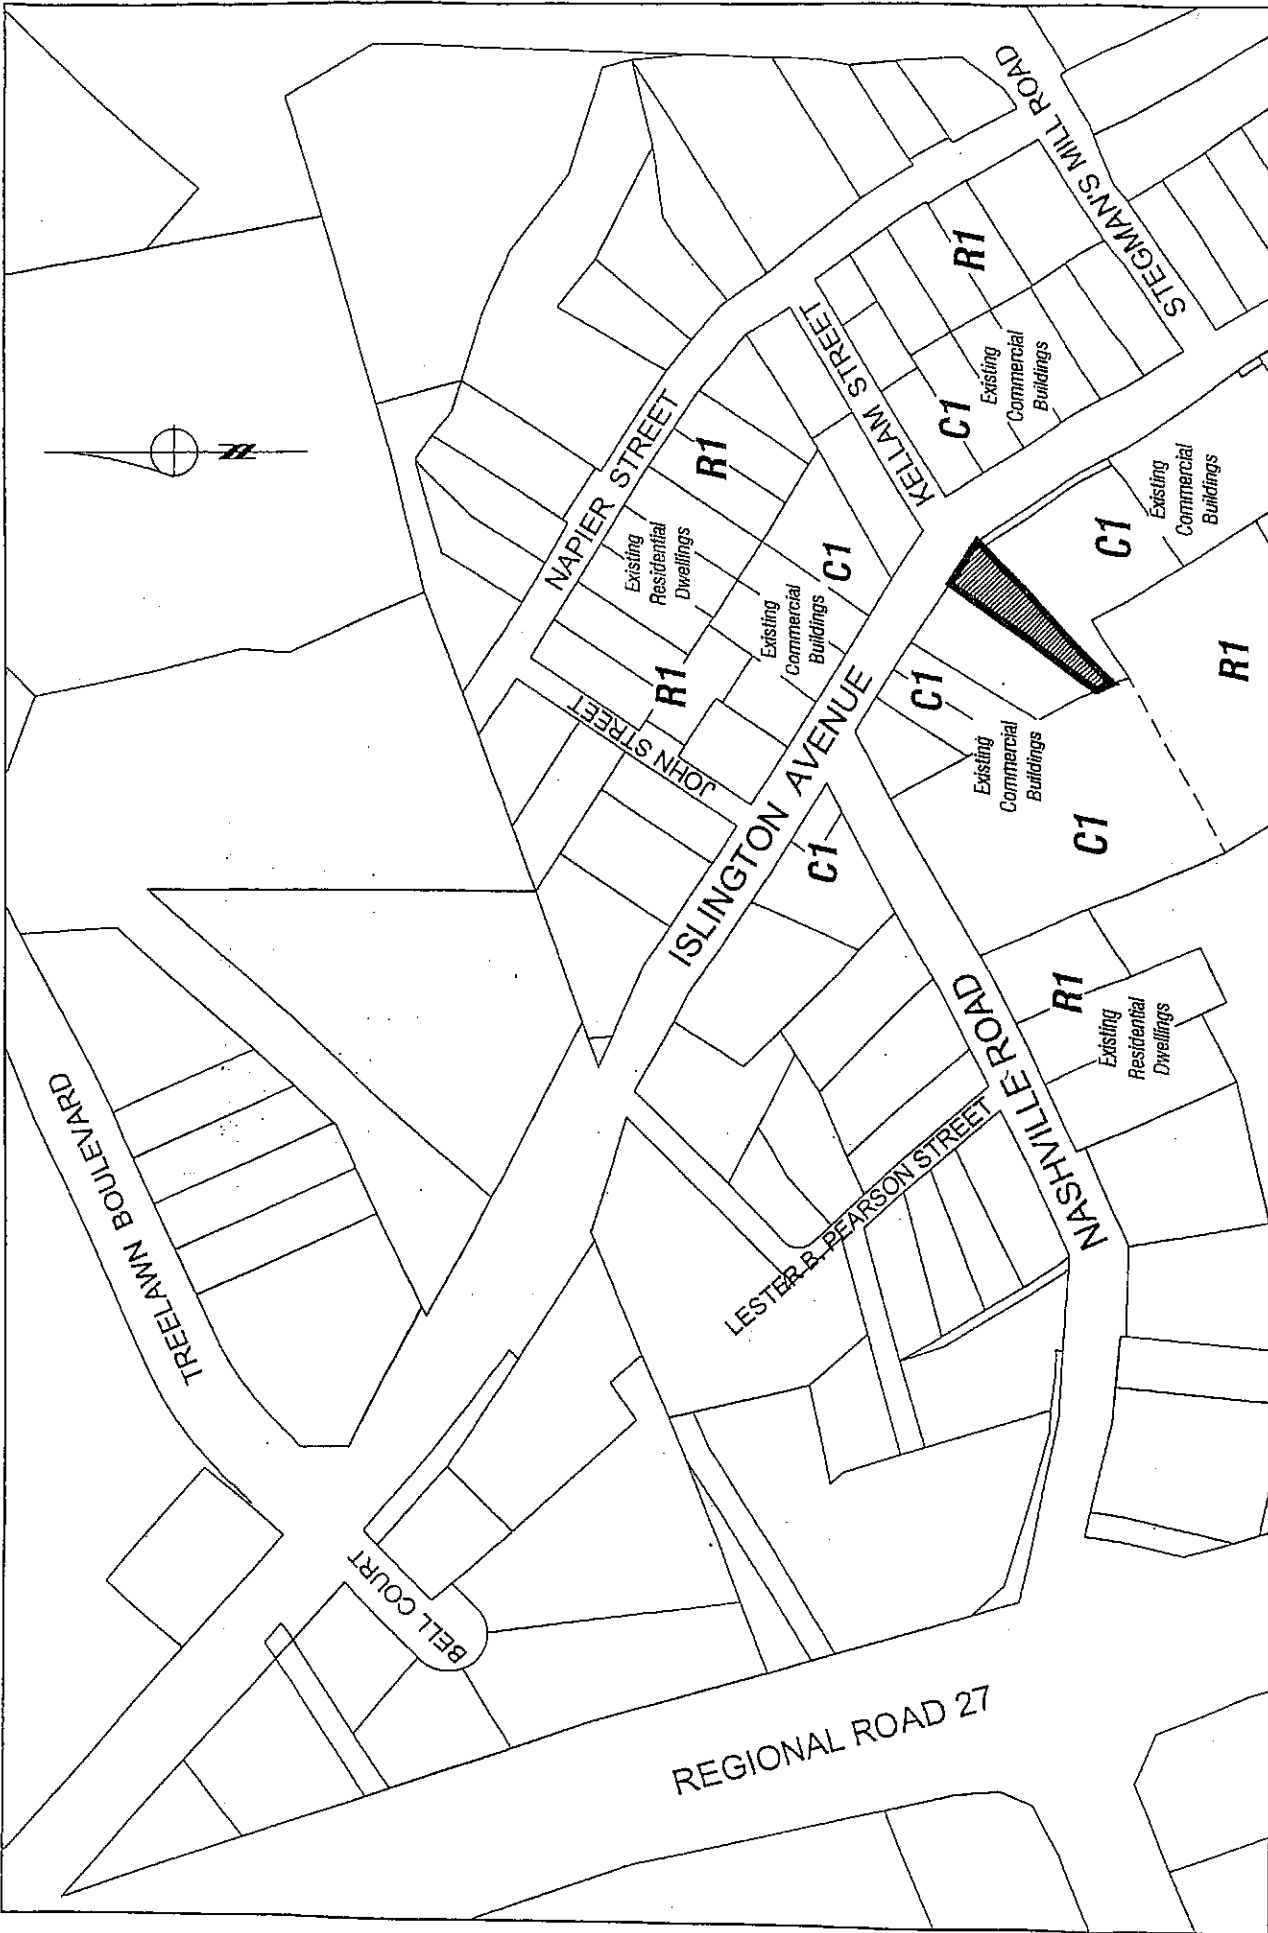 N
TREELAWN BOULEVARD
BELL COURT
REGIONAL ROAD 27
ISLINGTON AVENUE
NAPIER STREET
JOHN STREET
KELLAM STREET
STEGMAN'S MILL ROAD
NASHVILLE ROAD
LESTER B. PEARSON STREET
R1
Existing
Residential
Dwellings
R1
Existing
Commercial
Buildings
C1
R1
C1
Existing
Commercial
Buildings
C1
C1
Existing
Commercial
Buildings
C1
C1
Existing
Commercial
Buildings
R1
R1
Existing
Residential
Dwellings